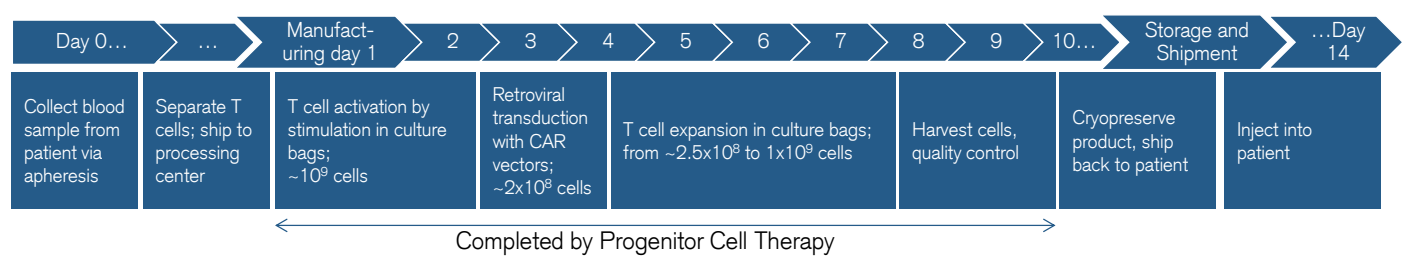 Day 0…
…
Manufact-
uring day 1
2
3
4
5
6
7
8
9
10…
Storage and
Shipment
…Day
14
Collect blood
sample from
patient via
apheresis
Separate T
cells; ship to
processing
center
T cell activation by
stimulation in culture
bags;
~10⁹ cells
Retroviral
transduction
with CAR
vectors;
~2x10⁸ cells
T cell expansion in culture bags;
from ~2.5x10⁸ to 1x10⁹ cells
Harvest cells,
quality control
Cryopreserve
product, ship
back to patient
Inject into
patient
Completed by Progenitor Cell Therapy